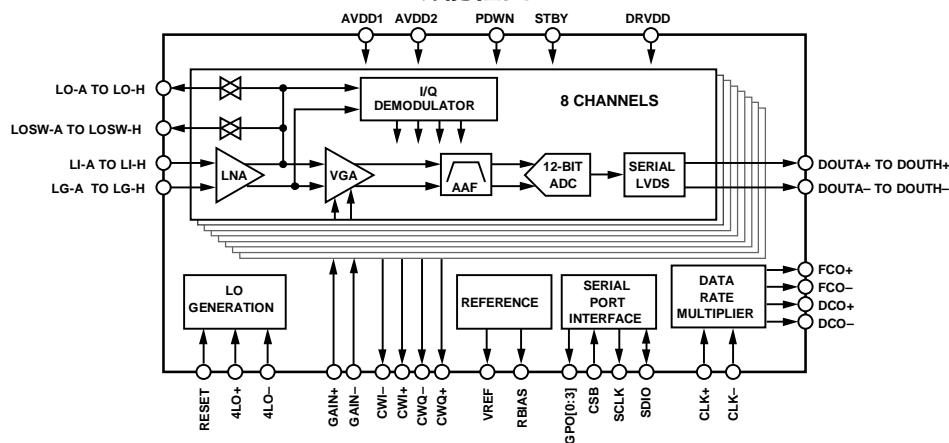 AVDD1
AVDD2
PDWN
STBY
DRVDD
LO-A TO LO-H
LOSW-A TO LOSW-H
LI-A TO LI-H
LG-A TO LG-H
I/Q
DEMODULATOR
8 CHANNELS
LNA
VGA
AAF
12-BIT
ADC
SERIAL
LVDS
DOUTA+ TO DOUTH+
DOUTA– TO DOUTH–
LO
GENERATION
REFERENCE
SERIAL
PORT
INTERFACE
DATA
RATE
MULTIPLIER
FCO+
FCO–
DCO+
DCO–
RESET
4LO+
4LO–
GAIN+
GAIN–
CWI–
CWI+
CWQ–
CWQ+
VREF
RBIAS
GPO[0:3]
CSB
SCLK
SDIO
CLK+
CLK–